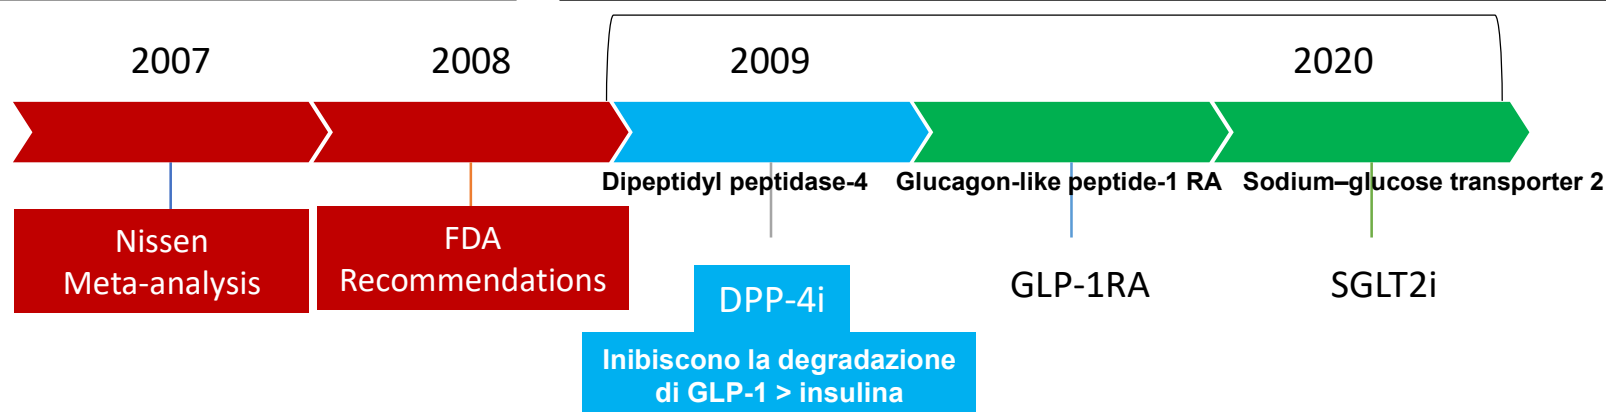 2007
2008
2009
2020
Dipeptidyl peptidase-4
Glucagon-like peptide-1 RA
Sodium–glucose transporter 2
Nissen
Meta-analysis
FDA
Recommendations
DPP-4i
GLP-1RA
SGLT2i
Inibiscono la degradazione
di GLP-1 > insulina